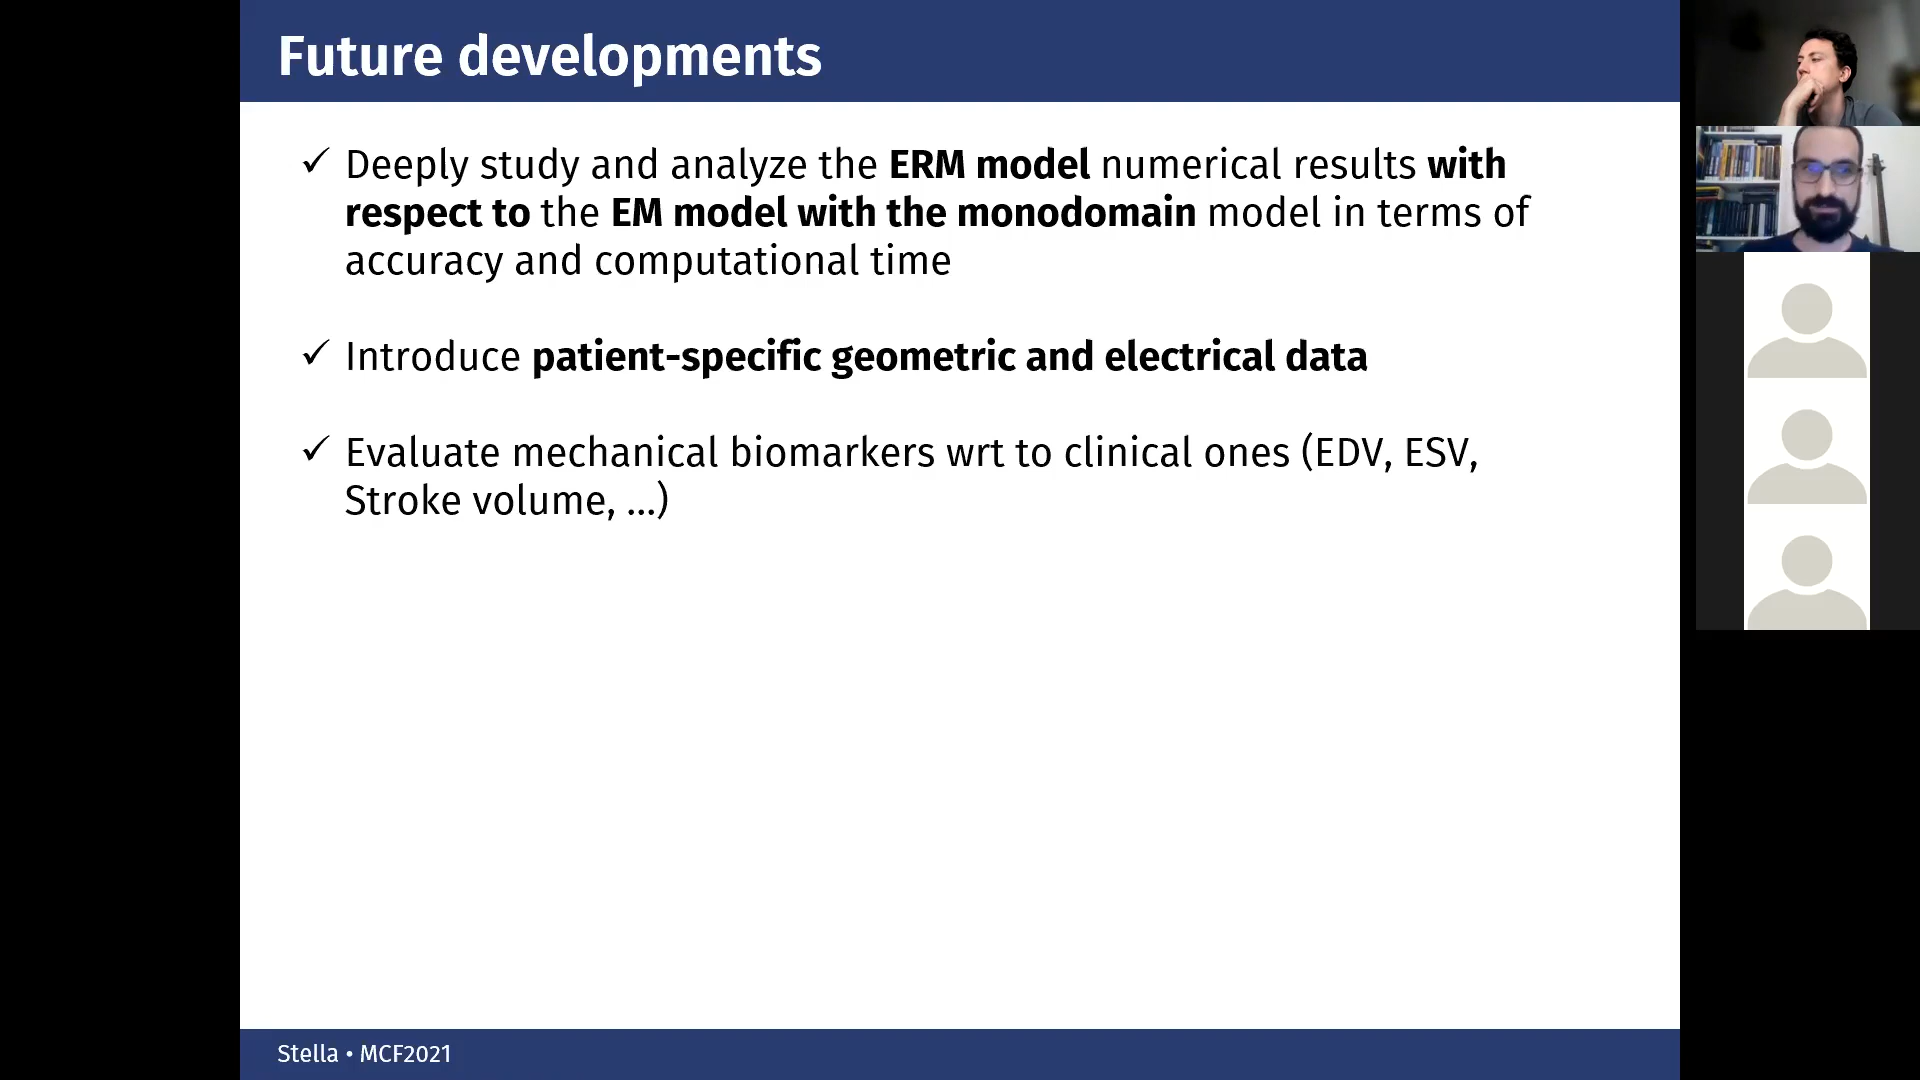 Future developments
✓ Deeply study and analyze the ERM model numerical results with
respect to the EM model with the monodomain model in terms of
accuracy and computational time
✓ Introduce patient-specific geometric and electrical data
✓ Evaluate mechanical biomarkers wrt to clinical ones (EDV, ESV,
Stroke volume, ...)
Stella • MCF2021